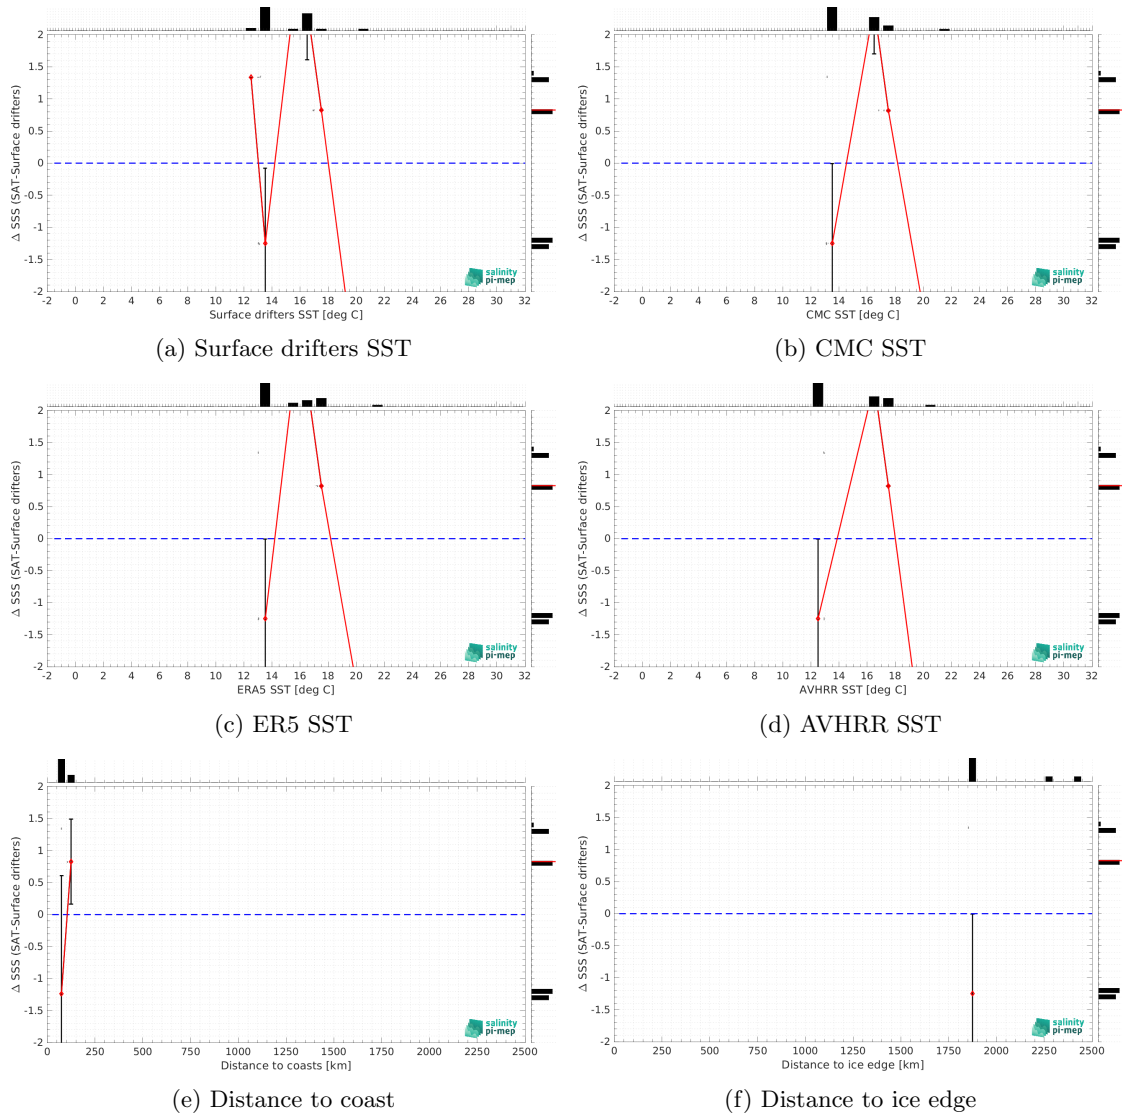 2
1.5
1
0.5
0
-0.5
-1
-1.5
-2
Δ SSS (SAT-Surface drifters)
salinity
pi-mep
-2 0 2 4 6 8 10 12 14 16 18 20 22 24 26 28 30 32
Surface drifters SST [deg C]
(a) Surface drifters SST
2
1.5
1
0.5
0
-0.5
-1
-1.5
-2
Δ SSS (SAT-Surface drifters)
salinity
pi-mep
-2 0 2 4 6 8 10 12 14 16 18 20 22 24 26 28 30 32
CMC SST [deg C]
(b) CMC SST
2
1.5
1
0.5
0
-0.5
-1
-1.5
-2
Δ SSS (SAT-Surface drifters)
salinity
pi-mep
-2 0 2 4 6 8 10 12 14 16 18 20 22 24 26 28 30 32
ERA5 SST [deg C]
(c) ER5 SST
2
1.5
1
0.5
0
-0.5
-1
-1.5
-2
Δ SSS (SAT-Surface drifters)
salinity
pi-mep
-2 0 2 4 6 8 10 12 14 16 18 20 22 24 26 28 30 32
AVHRR SST [deg C]
(d) AVHRR SST
2
1.5
1
0.5
0
-0.5
-1
-1.5
-2
Δ SSS (SAT-Surface drifters)
salinity
pi-mep
0 250 500 750 1000 1250 1500 1750 2000 2250 2500
Distance to coasts [km]
(e) Distance to coast
2
1.5
1
0.5
0
-0.5
-1
-1.5
-2
Δ SSS (SAT-Surface drifters)
salinity
pi-mep
0 250 500 750 1000 1250 1500 1750 2000 2250 2500
Distance to ice edge [km]
(f) Distance to ice edge